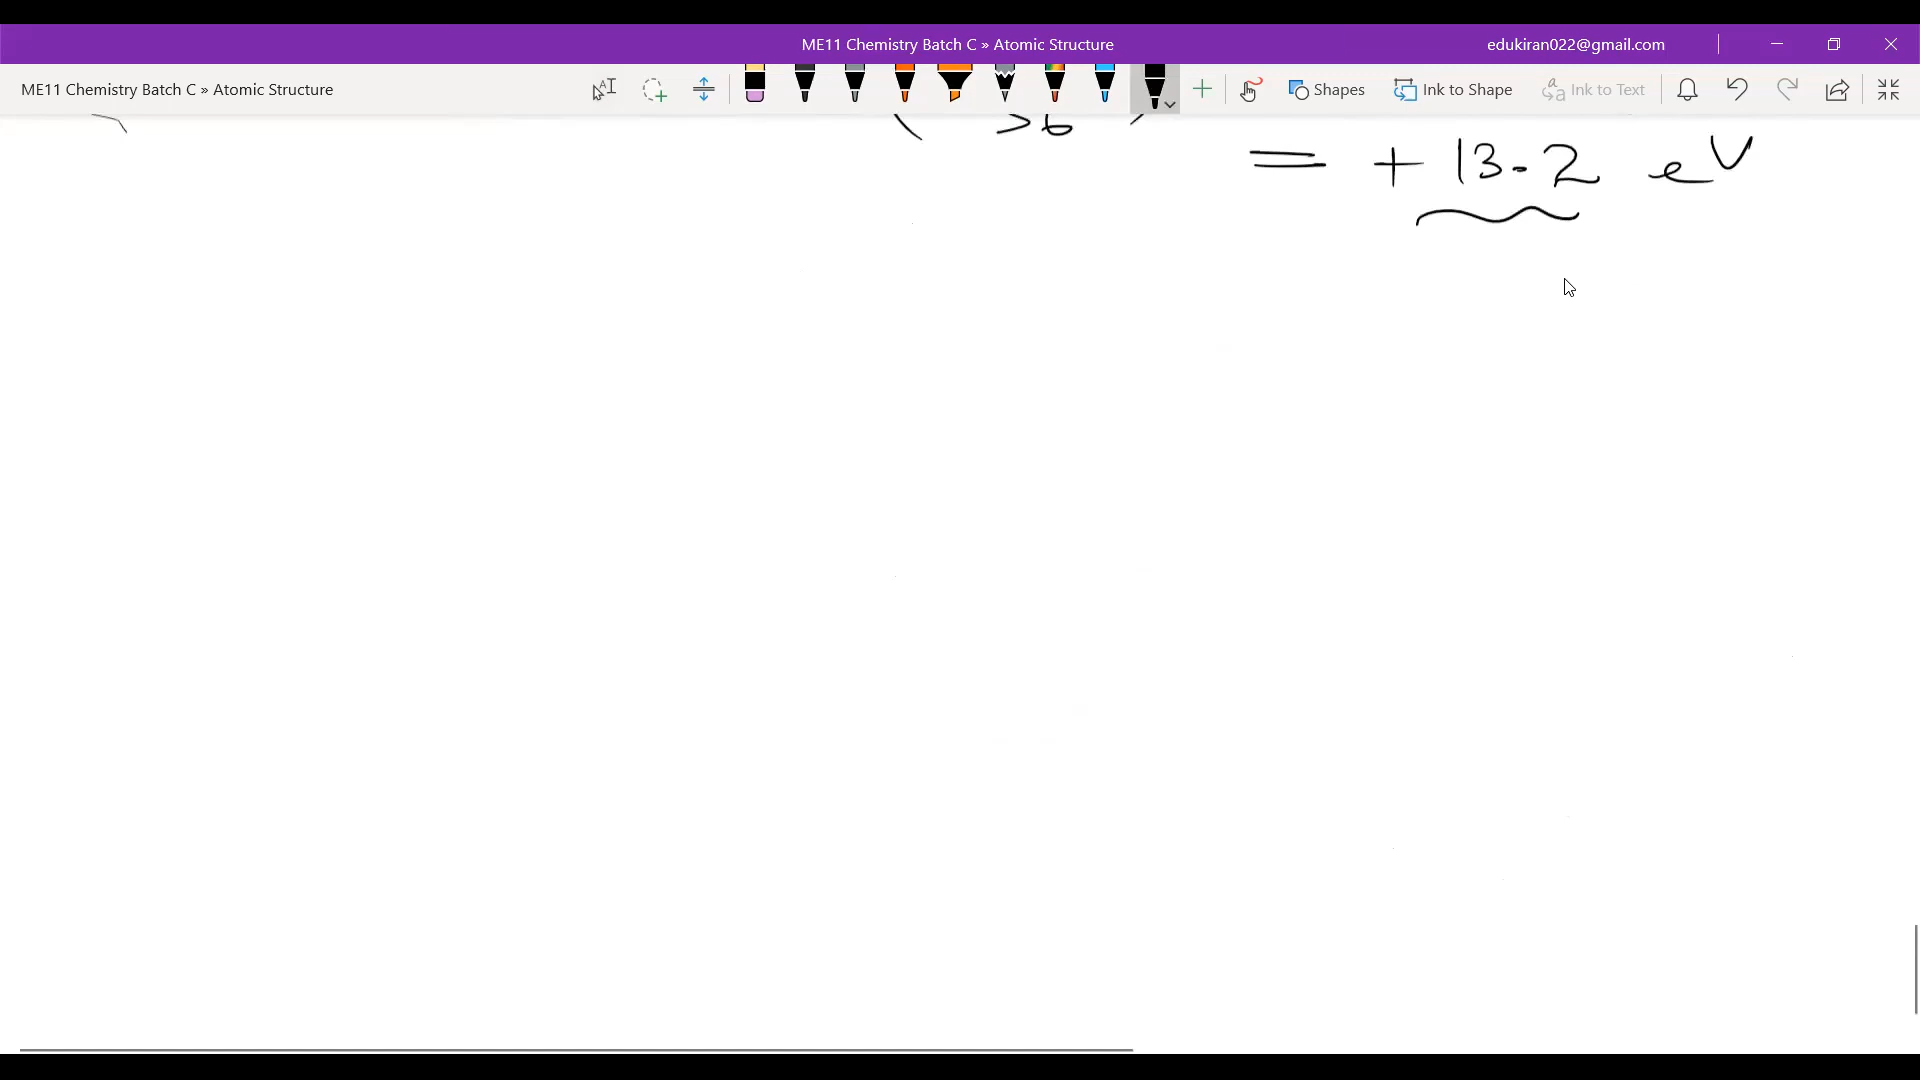 ME11 Chemistry Batch C » Atomic Structure
edukiran022@gmail.com
ME11 Chemistry Batch C » Atomic Structure
Shapes
Ink to Shape
Ink to Text
36
= + 13.2 eV